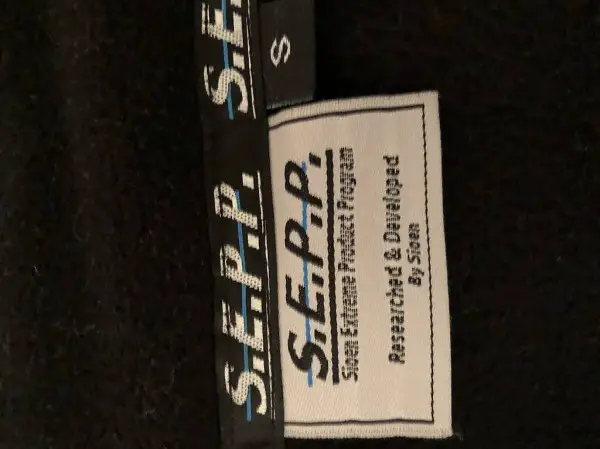 S.E.P.P.
S.E.
S
S.E.P.P.
Sioen Extreme Product Program
Researched & Developed
By Sioen